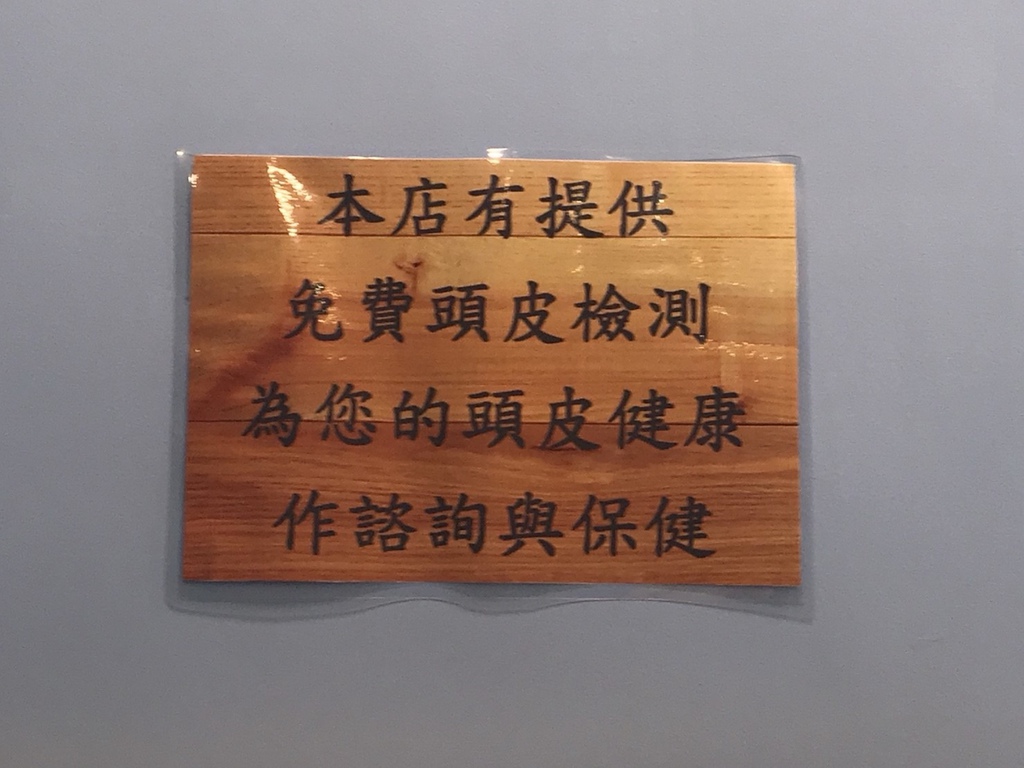 本店有提供
免費頭皮檢測
為您的頭皮健康
作諮詢與保健